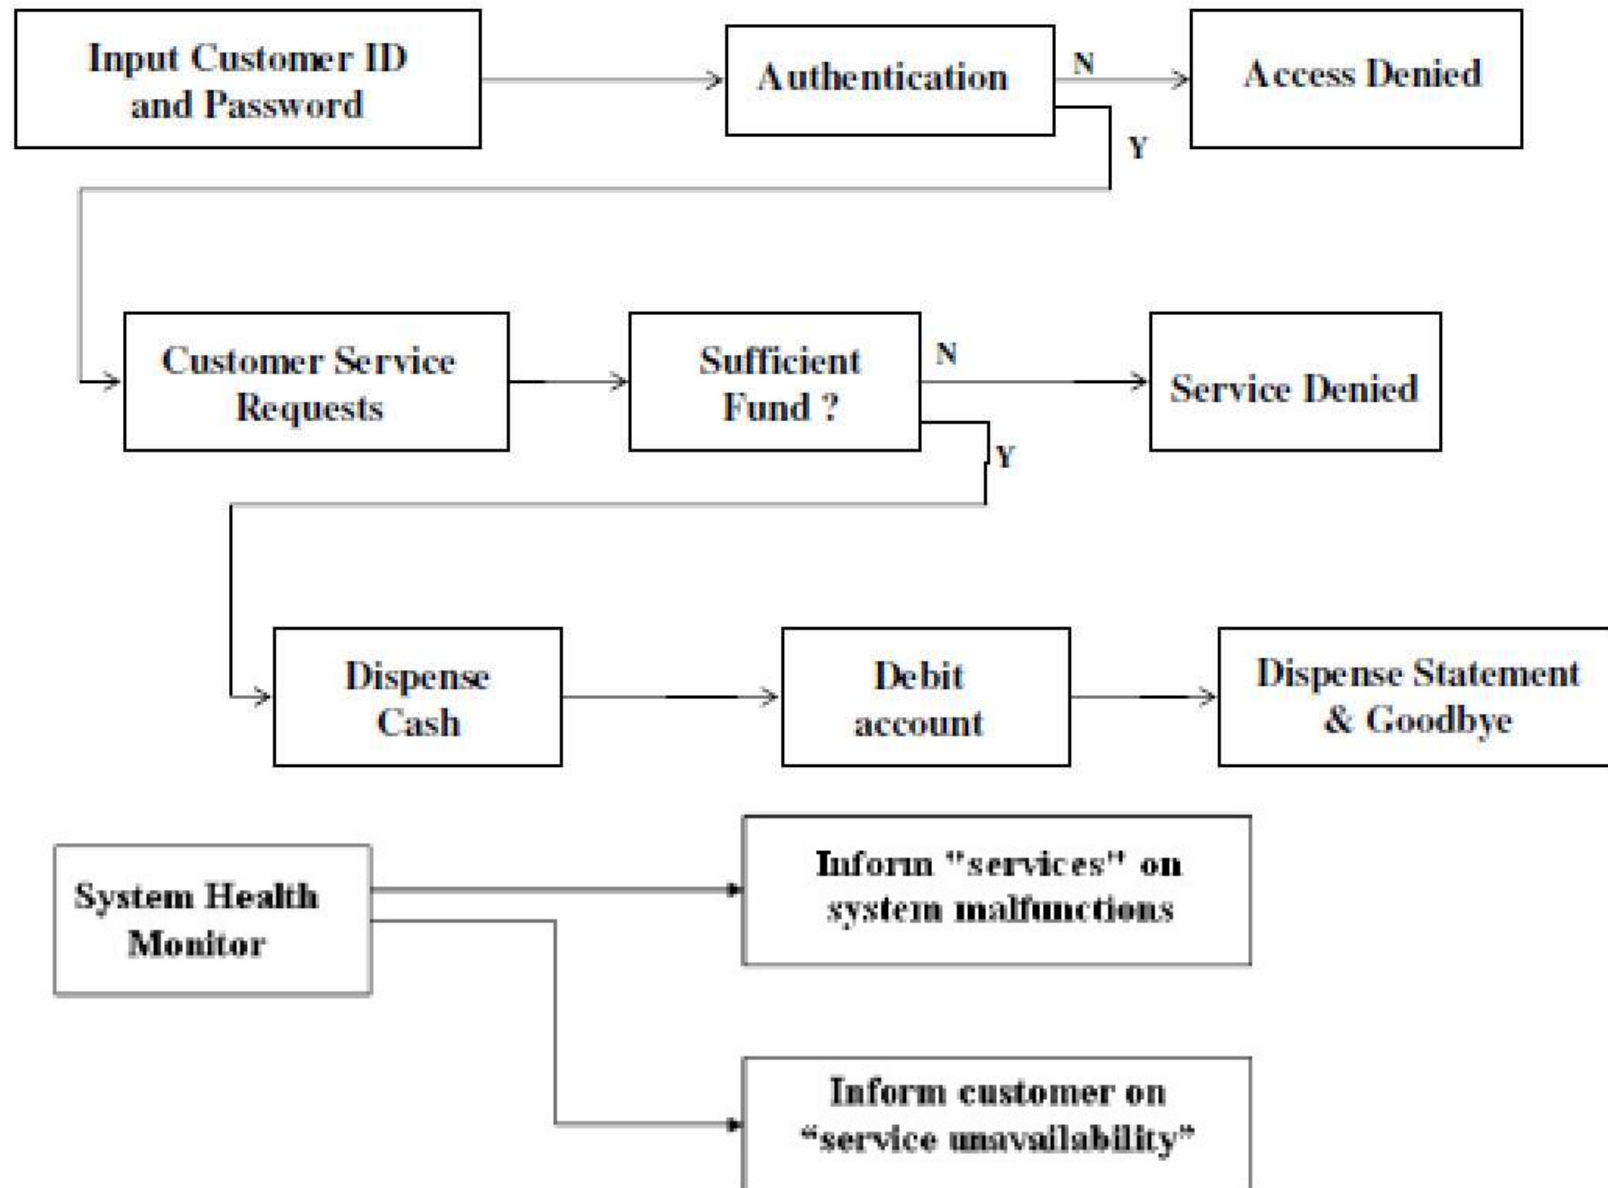 Input Customer ID
and Password
Authentication
N
Access Denied
Y
Customer Service
Requests
Sufficient
Fund ?
N
Service Denied
Y
Dispense
Cash
Debit
account
Dispense Statement
& Goodbye
System Health
Monitor
Inform "services" on
system malfunctions
Inform customer on
“service unavailability”